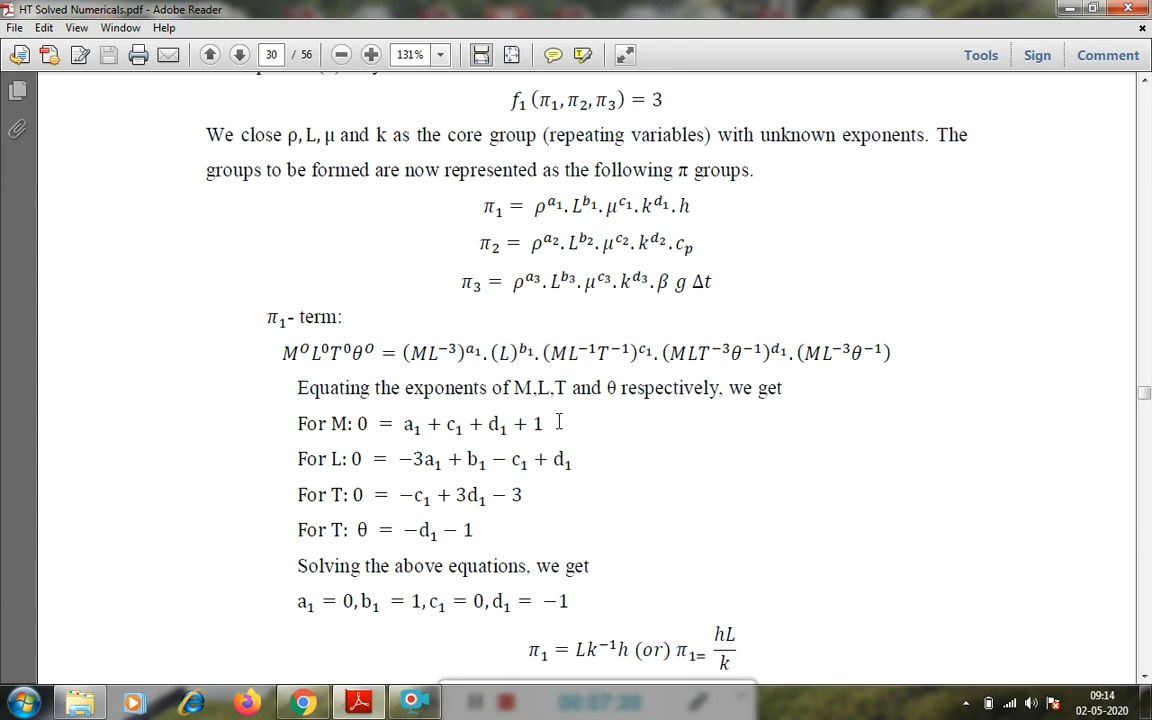 HT Solved Numericals.pdf - Adobe Reader
File Edit View Window Help
30 / 56 131% Tools Sign Comment
f₁ (π₁, π₂, π₃) = 3
We close ρ, L, μ and k as the core group (repeating variables) with unknown exponents. The
groups to be formed are now represented as the following π groups.
π₁ = ρ^a₁. L^b₁. μ^c₁. k^d₁. h
π₂ = ρ^a₂. L^b₂. μ^c₂. k^d₂. c_p
π₃ = ρ^a₃. L^b₃. μ^c₃. k^d₃. β g Δt
π₁- term:
M^O L⁰T⁰θ^O = (ML⁻³)^a₁. (L)^b₁. (ML⁻¹T⁻¹)^c₁. (MLT⁻³θ⁻¹)^d₁. (ML⁻³θ⁻¹)
Equating the exponents of M,L,T and θ respectively, we get
For M: 0 = a₁ + c₁ + d₁ + 1
For L: 0 = −3a₁ + b₁ − c₁ + d₁
For T: 0 = −c₁ + 3d₁ − 3
For T: θ = −d₁ − 1
Solving the above equations, we get
a₁ = 0, b₁ = 1, c₁ = 0, d₁ = −1
π₁ = Lk⁻¹h (or) π₁₌ hL/k
09:14
02-05-2020